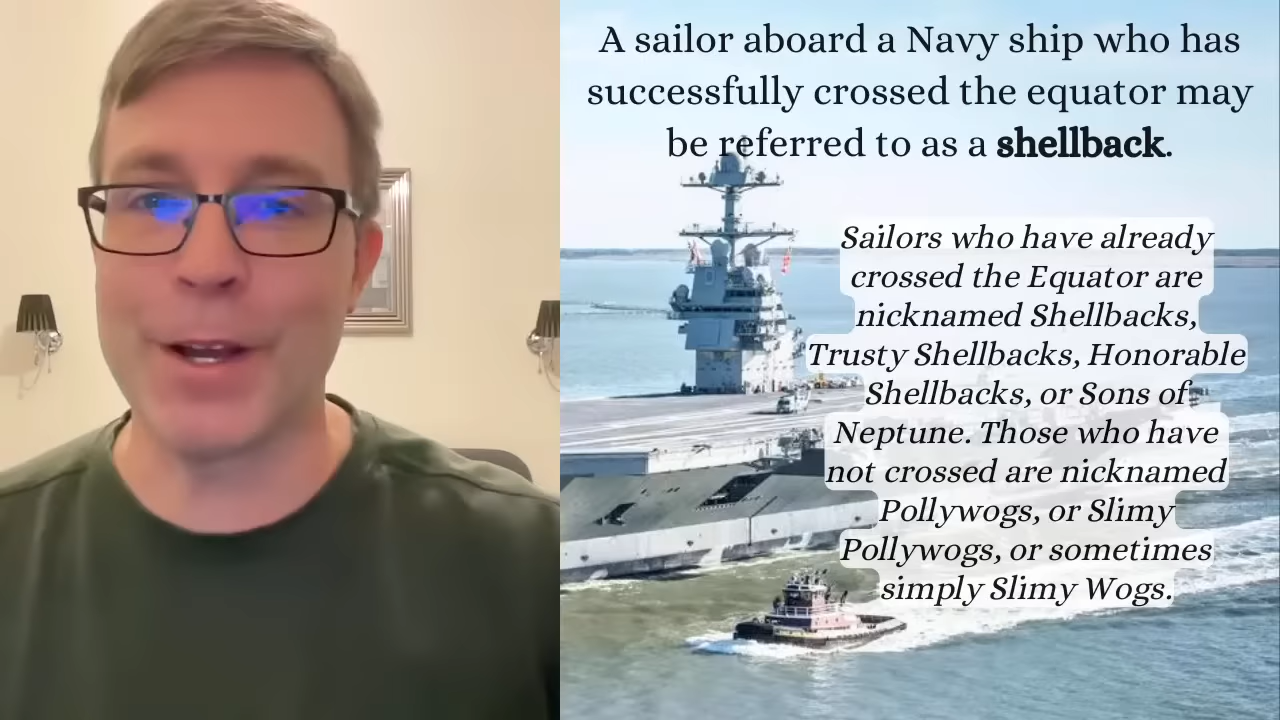 A sailor aboard a Navy ship who has
successfully crossed the equator may
be referred to as a shellback.
Sailors who have already
crossed the Equator are
nicknamed Shellbacks,
Trusty Shellbacks, Honorable
Shellbacks, or Sons of
Neptune. Those who have
not crossed are nicknamed
Pollywogs, or Slimy
Pollywogs, or sometimes
simply Slimy Wogs.